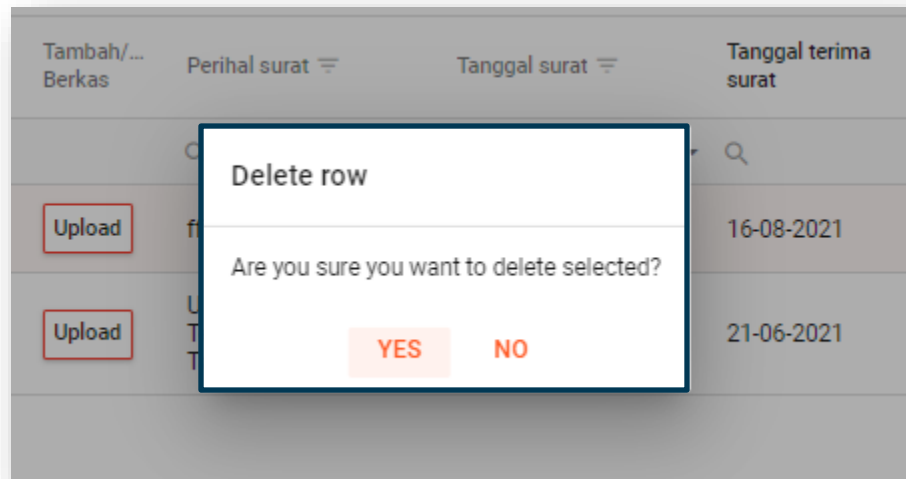 Tambah/...
Berkas
Perihal surat
Tanggal surat
Tanggal terima
surat
Delete row
Are you sure you want to delete selected?
YES
NO
Upload
16-08-2021
Upload
21-06-2021